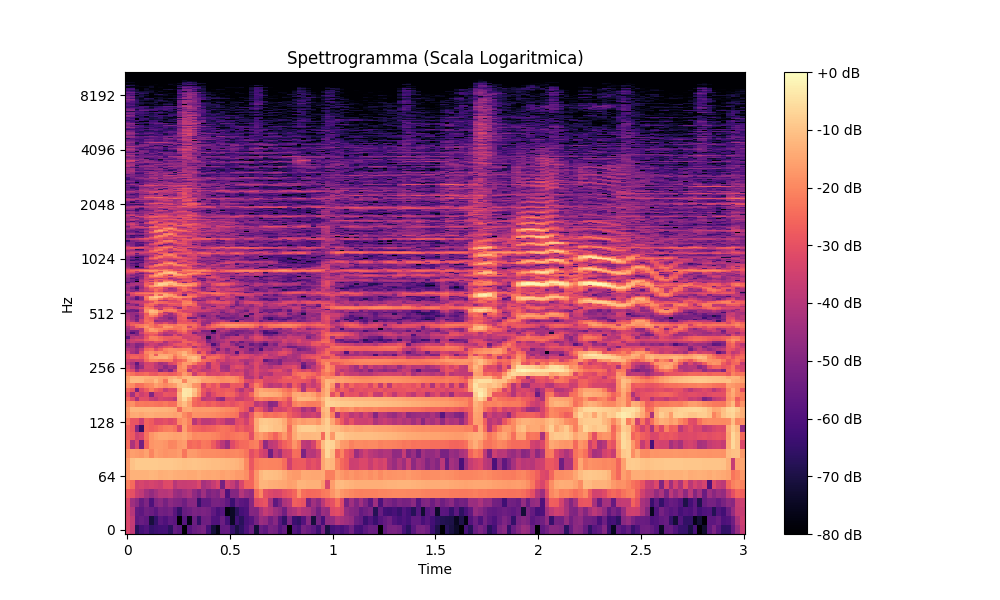 Spettrogramma (Scala Logaritmica)
Hz
8192
4096
2048
1024
512
256
128
64
0
0 0.5 1 1.5 2 2.5 3
Time
+0 dB
-10 dB
-20 dB
-30 dB
-40 dB
-50 dB
-60 dB
-70 dB
-80 dB